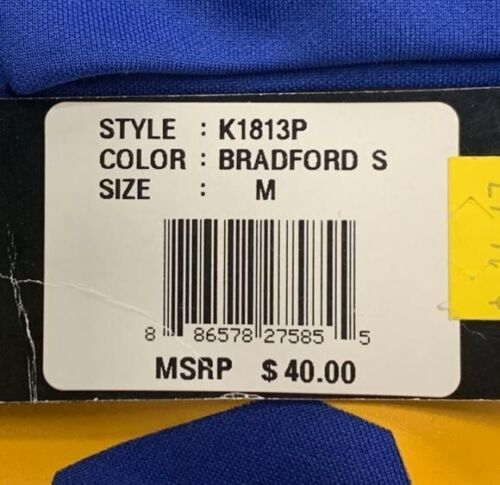 STYLE : K1813P
COLOR : BRADFORD S
SIZE : M
8 86578 27585 5
MSRP $ 40.00